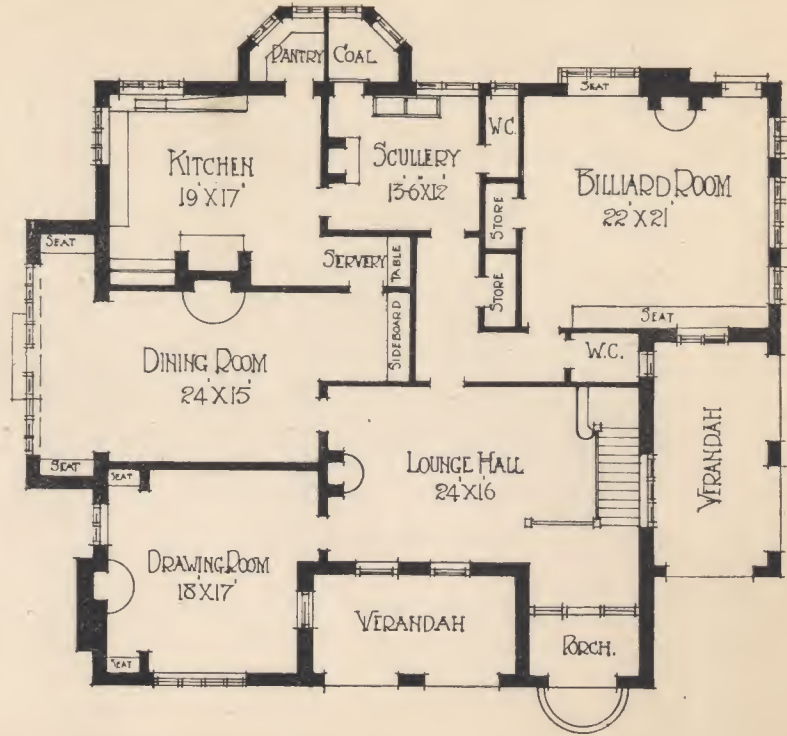 PANTRY
COAL
SEAT
W.C.
KITCHEN
19'X17'
SCULLERY
13'-6"X12'
BILLIARD ROOM
22'X21'
STORE
SEAT
SERVERY
TABLE
STORE
SIDEBOARD
SEAT
W.C.
DINING ROOM
24'X15'
VERANDAH
LOUNGE HALL
24'X16
SEAT
SEAT
DRAWING ROOM
18'X17'
VERANDAH
PORCH.
SEAT